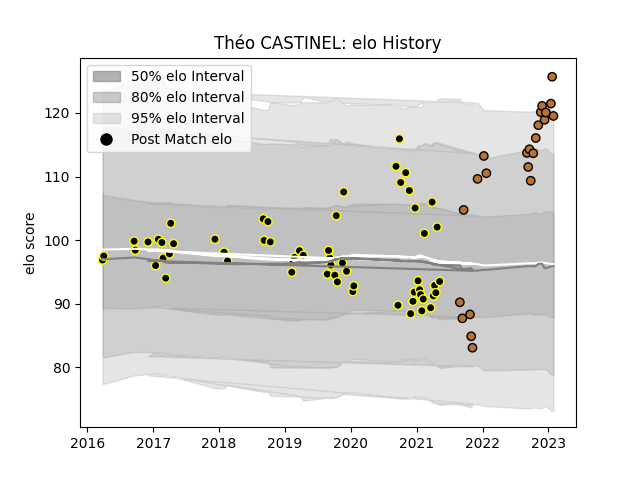 Théo CASTINEL: elo History
50% elo Interval
80% elo Interval
95% elo Interval
Post Match elo
elo score
120
110
100
90
80
2016 2017 2018 2019 2020 2021 2022 2023